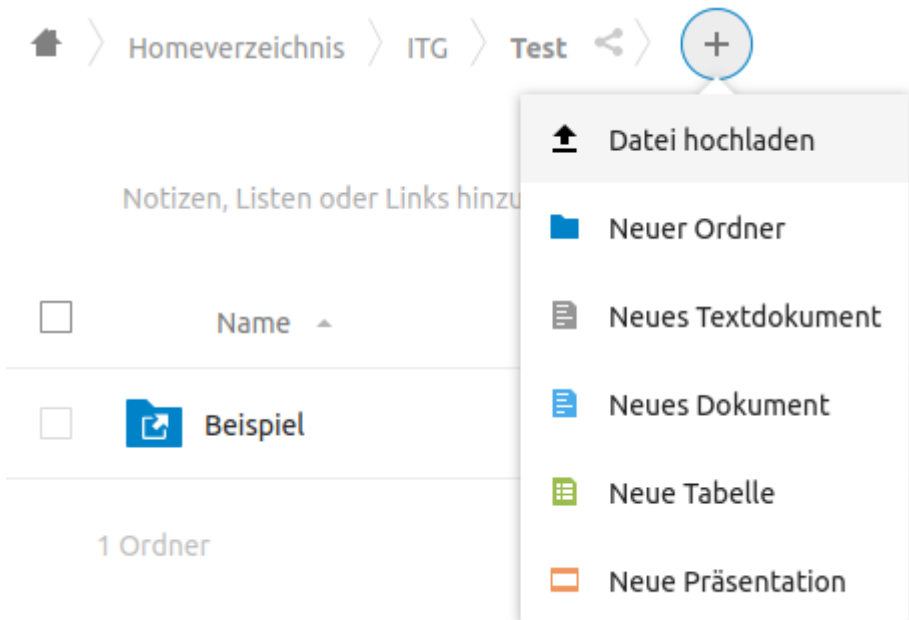 Homeverzeichnis ITG Test +
Datei hochladen
Notizen, Listen oder Links hinzu
Neuer Ordner
Neues Textdokument
Name
Neues Dokument
Beispiel
Neue Tabelle
1 Ordner
Neue Präsentation